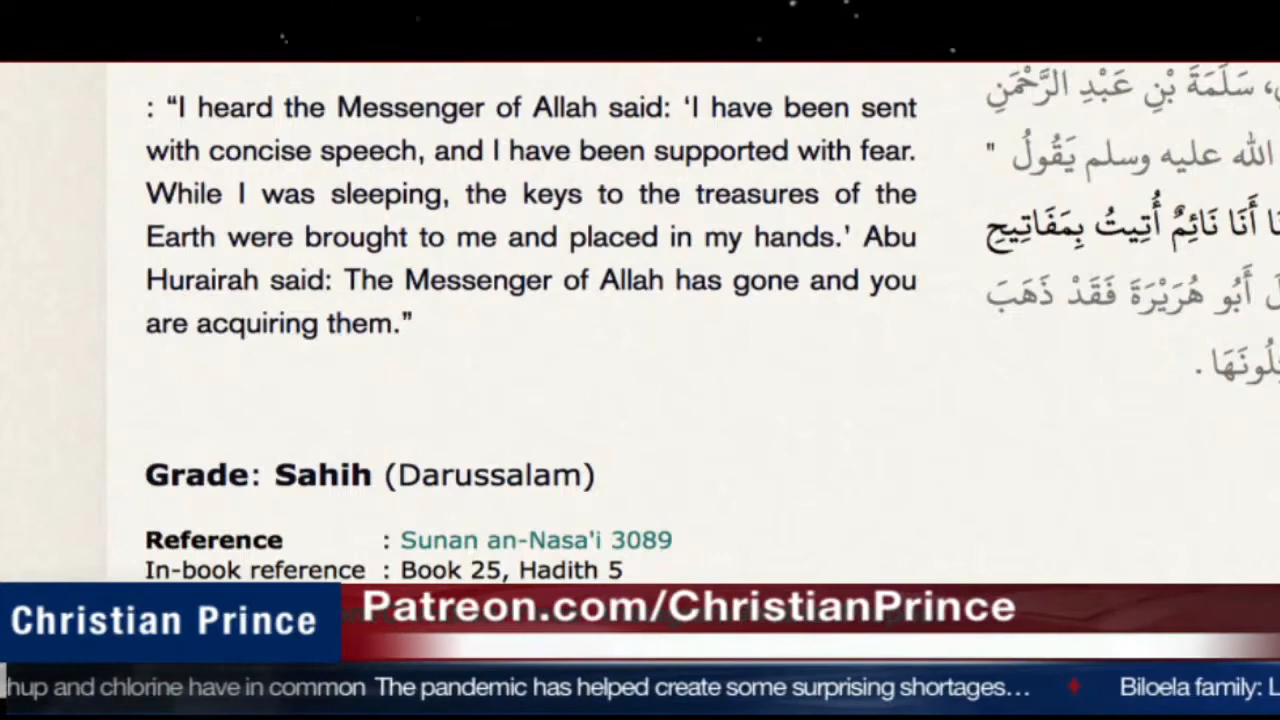 : “I heard the Messenger of Allah said: ‘I have been sent
with concise speech, and I have been supported with fear.
While I was sleeping, the keys to the treasures of the
Earth were brought to me and placed in my hands.’ Abu
Hurairah said: The Messenger of Allah has gone and you
are acquiring them.”
سَلَمَةَ بْنِ عَبْدِ الرَّحْمَنِ
الله عليه وسلم يَقُولُ "
أَنَا نَائِمٌ أُتِيتُ بِمَفَاتِيحِ
أَبُو هُرَيْرَةَ فَقَدْ ذَهَبَ
Grade: Sahih (Darussalam)
Reference : Sunan an-Nasa'i 3089
In-book reference : Book 25, Hadith 5
Christian Prince
Patreon.com/ChristianPrince
hup and chlorine have in common The pandemic has helped create some surprising shortages… Biloela family: L